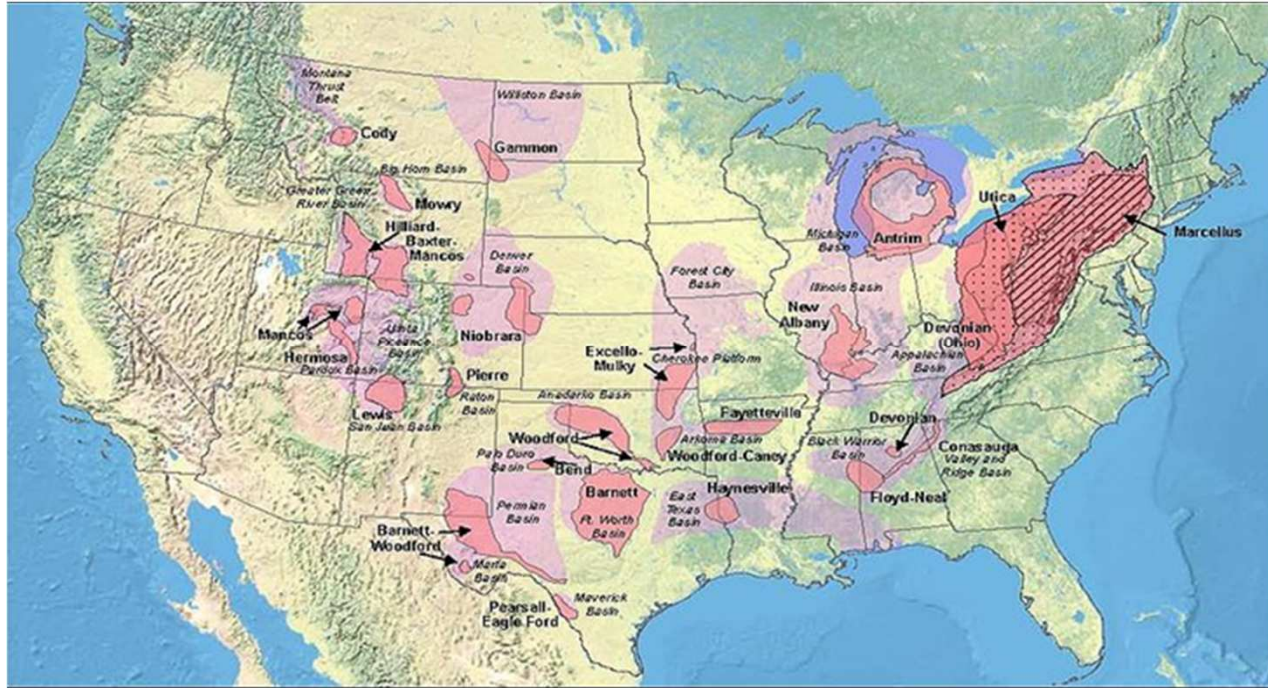 Montana
Thrust
Belt
Williston Basin
Cody
Gammon
Big Horn Basin
Greater Green
River Basin
Mowry
Hilliard-
Baxter-
Mancos
Utica
Marcellus
Michigan
Basin
Antrim
Denver
Basin
Forest City
Basin
Illinois Basin
New
Albany
Mancos
Uinta
Piceance
Basin
Niobrara
Devonian
(Ohio)
Appalachian
Basin
Hermosa
Paradox Basin
Excello-
Mulky
Cherokee Platform
Pierre
Raton
Basin
Anadarko Basin
Lewis
San Juan Basin
Fayetteville
Devonian
Woodford
Arkoma Basin
Woodford-Caney
Black Warrior
Basin
Conasauga
Valley and
Ridge Basin
Palo Duro
Basin
Bend
Barnett
Haynesville
Floyd-Neal
Permian
Basin
East
Texas
Basin
Ft. Worth
Basin
Barnett-
Woodford
Marfa
Basin
Pearsall-
Eagle Ford
Maverick
Basin